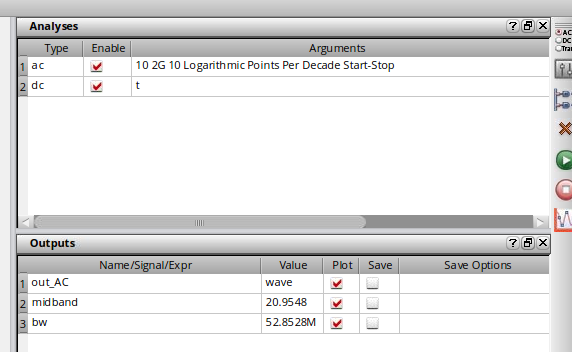 Analyses
Type Enable Arguments
1 ac 10 2G 10 Logarithmic Points Per Decade Start-Stop
2 dc t
Outputs
Name/Signal/Expr Value Plot Save Save Options
1 out_AC wave
2 midband 20.9548
3 bw 52.8528M
AC
DC
Tran